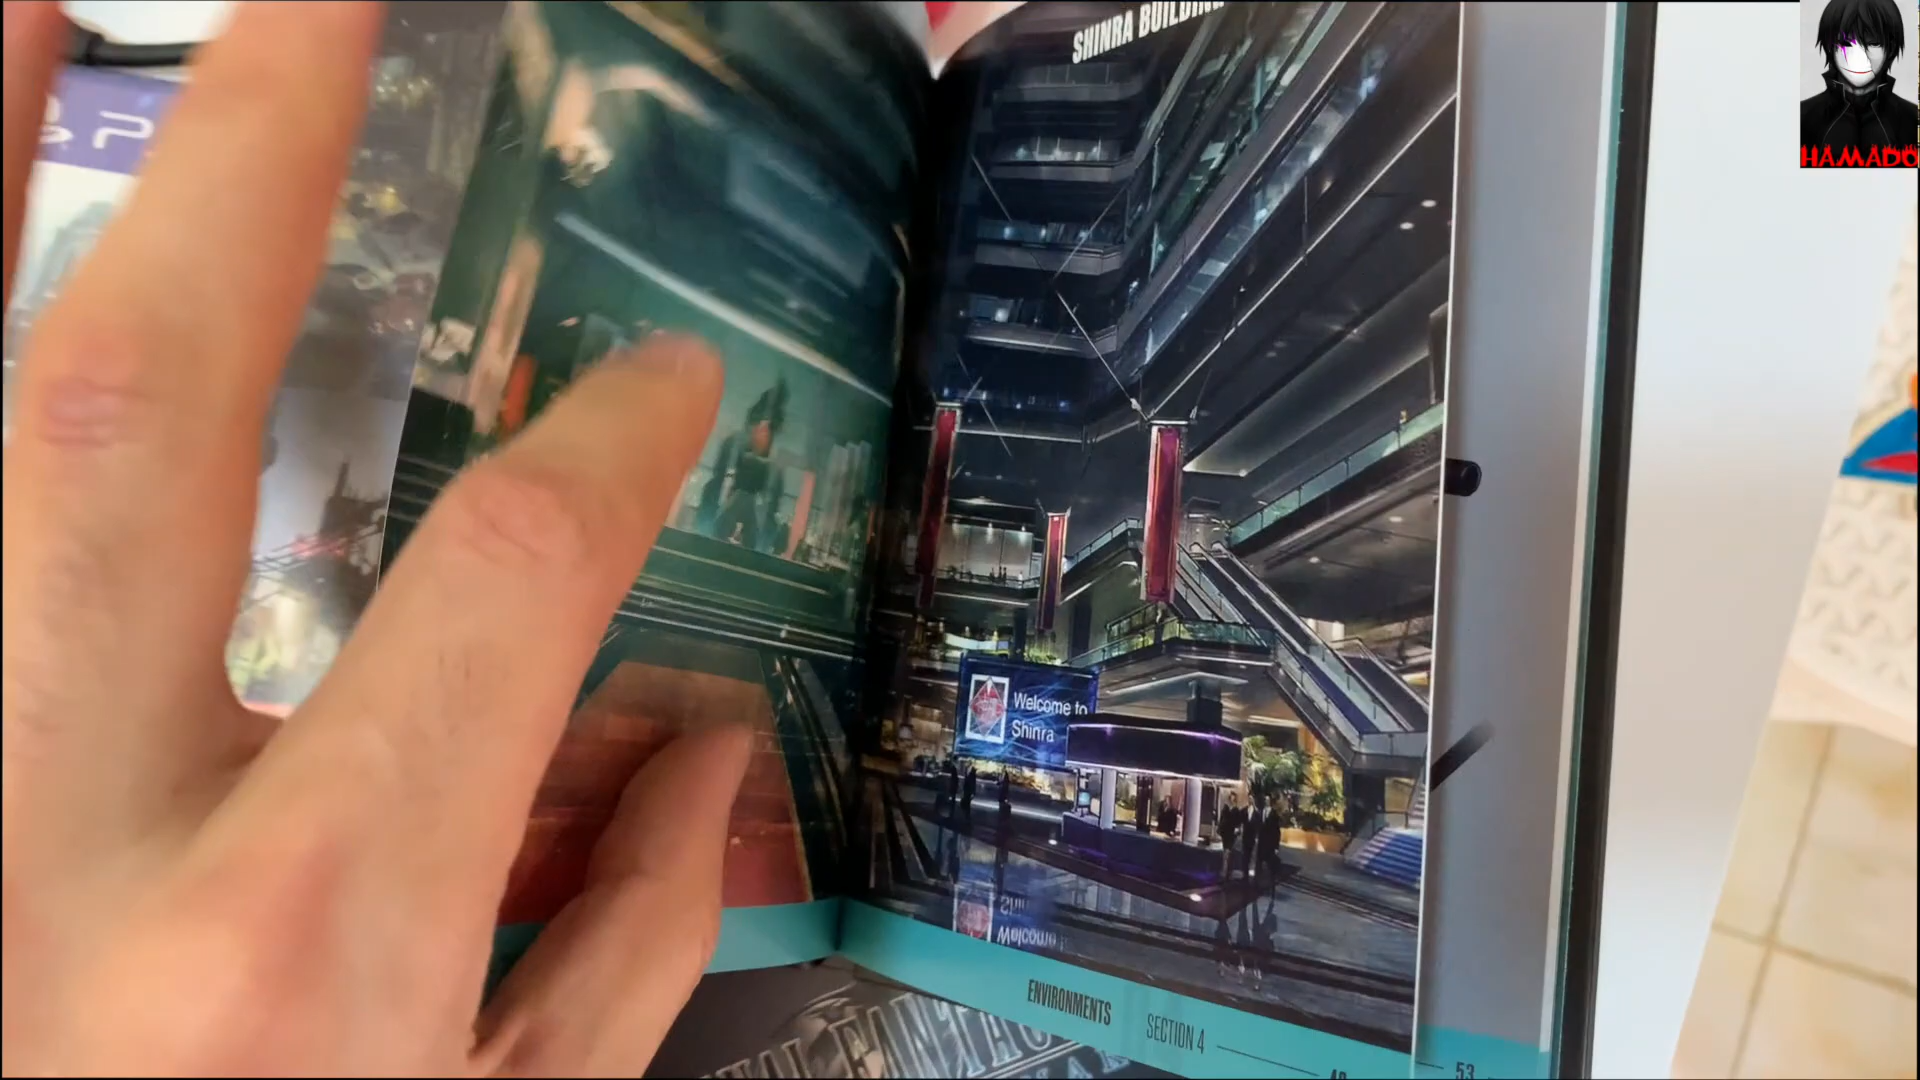 SHINRA BUILDING
HAMADO
Welcome to
Shinra
ENVIRONMENTS
SECTION 4
53